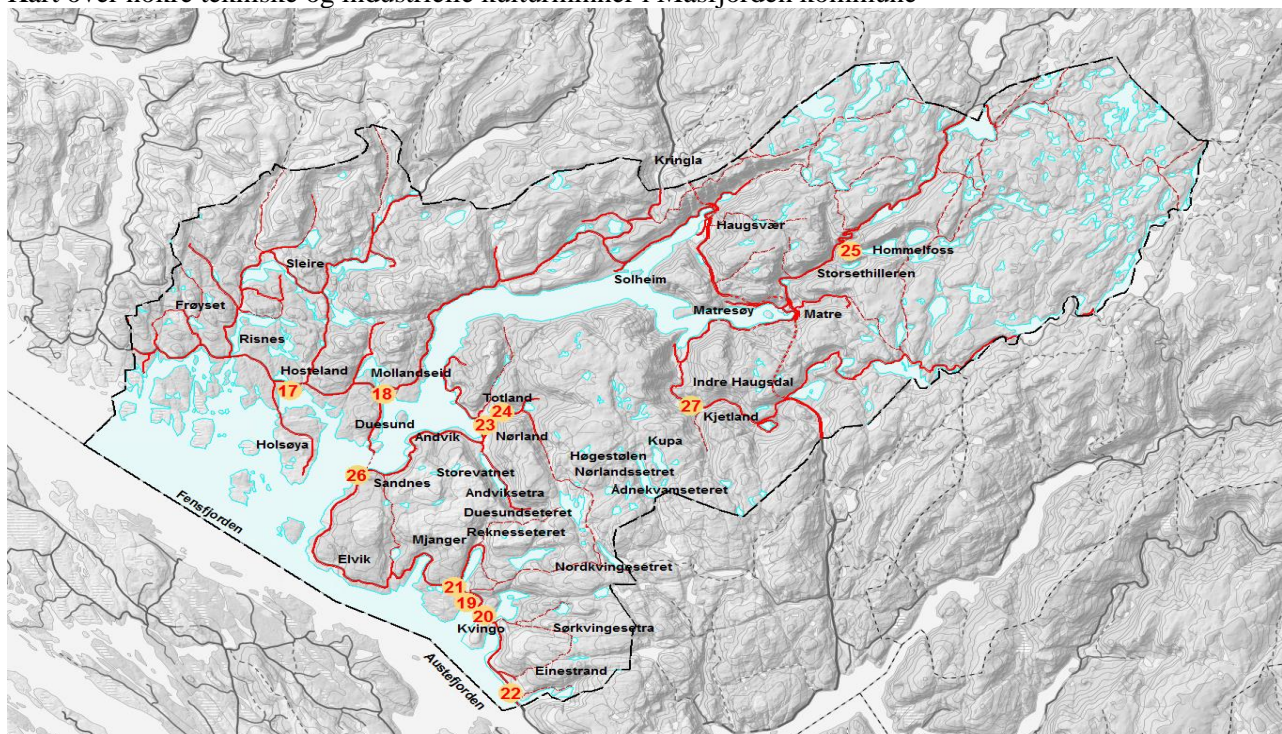 Kart over nokre tekniske og industrielle kulturminner i Masfjorden kommune
Kringla
Haugsvær
25
Hommelfoss
Sleire
Storsethilleren
Solheim
Frøyset
Matresøy
Matre
Risnes
Hosteland
Mollandseid
Indre Haugsdal
17
18
Totland
24
27
Kjetland
Duesund
23
Andvik
Nørland
Holsøya
Kupa
Høgestølen
26
Storevatnet
Nørlandssetret
Sandnes
Andviksetra
Ådnekvamseteret
Fensfjorden
Duesundseteret
Reknesseteret
Mjanger
Elvik
Nordkvingesetret
21
19
20
Kvingo
Sørkvingesetra
Austefjorden
Einestrand
22